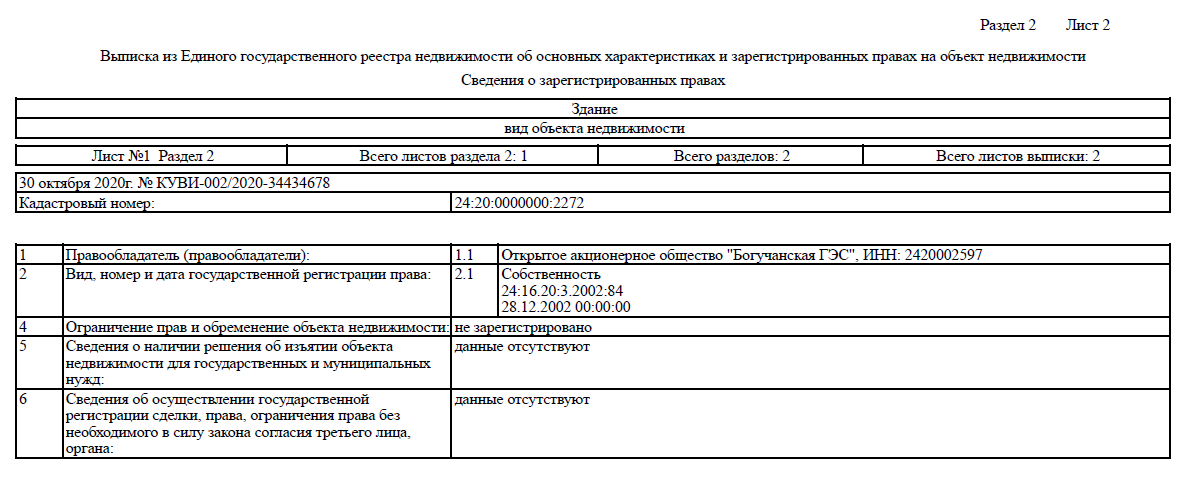 Раздел 2 Лист 2
Выписка из Единого государственного реестра недвижимости об основных характеристиках и зарегистрированных правах на объект недвижимости
Сведения о зарегистрированных правах
Здание
вид объекта недвижимости
Лист №1 Раздел 2 Всего листов раздела 2: 1 Всего разделов: 2 Всего листов выписки: 2
30 октября 2020г. № КУВИ-002/2020-34434678
Кадастровый номер: 24:20:0000000:2272
1 Правообладатель (правообладатели): 1.1 Открытое акционерное общество "Богучанская ГЭС", ИНН: 2420002597
2 Вид, номер и дата государственной регистрации права: 2.1 Собственность
24:16.20:3.2002:84
28.12.2002 00:00:00
4 Ограничение прав и обременение объекта недвижимости: не зарегистрировано
5 Сведения о наличии решения об изъятии объекта данные отсутствуют
недвижимости для государственных и муниципальных
нужд:
6 Сведения об осуществлении государственной данные отсутствуют
регистрации сделки, права, ограничения права без
необходимого в силу закона согласия третьего лица,
органа: